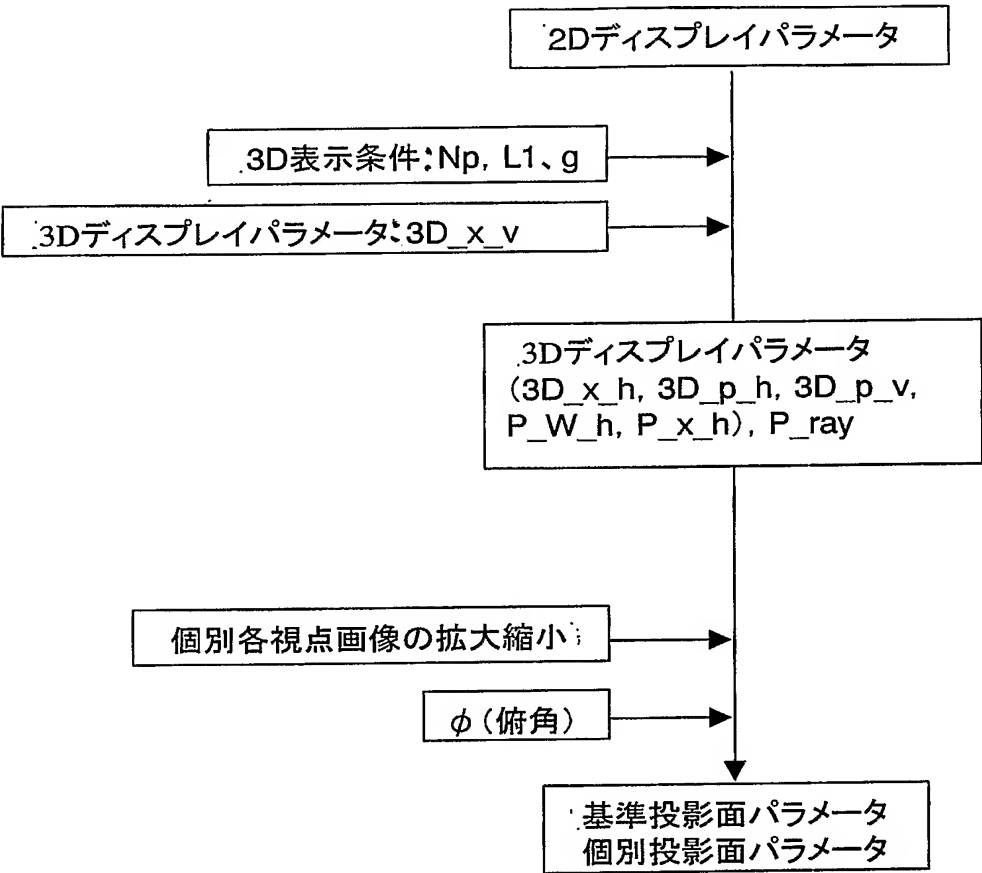 2Dディスプレイパラメータ
3D表示条件:Np, L1、g
3Dディスプレイパラメータ:3D_x_v
3Dディスプレイパラメータ
(3D_x_h, 3D_p_h, 3D_p_v,
P_W_h, P_x_h), P_ray
個別各視点画像の拡大縮小
φ(俯角)
基準投影面パラメータ
個別投影面パラメータ